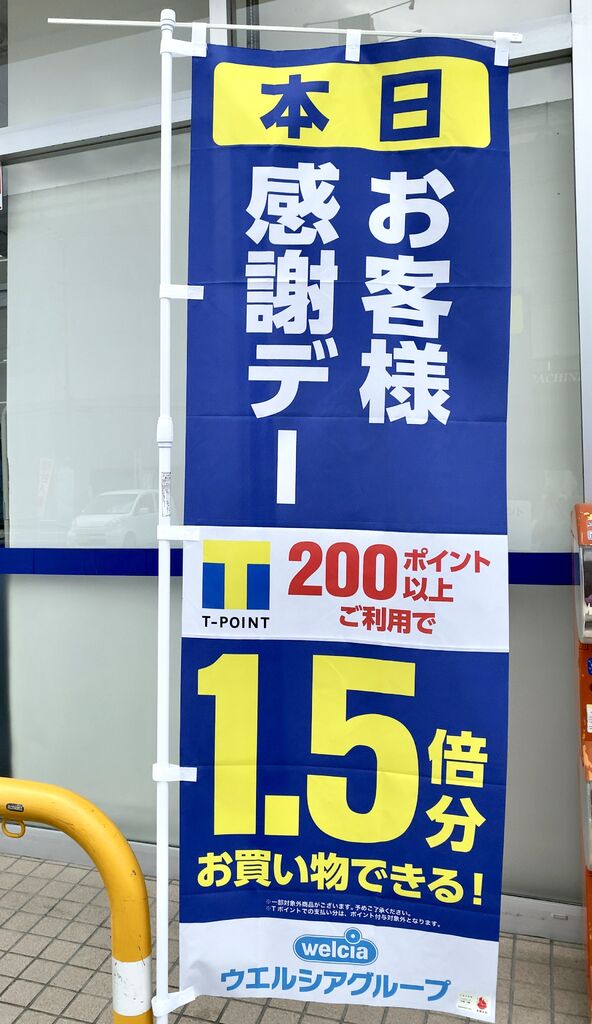 本日
お客様
感謝デー
T-POINT
200ポイント
以上
ご利用で
1.5倍分
お買い物できる!
※一部対象外商品がございます。予めご了承ください。
※Tポイントでの支払い分は、ポイント付与対象外となります。
welcia
ウエルシアグループ